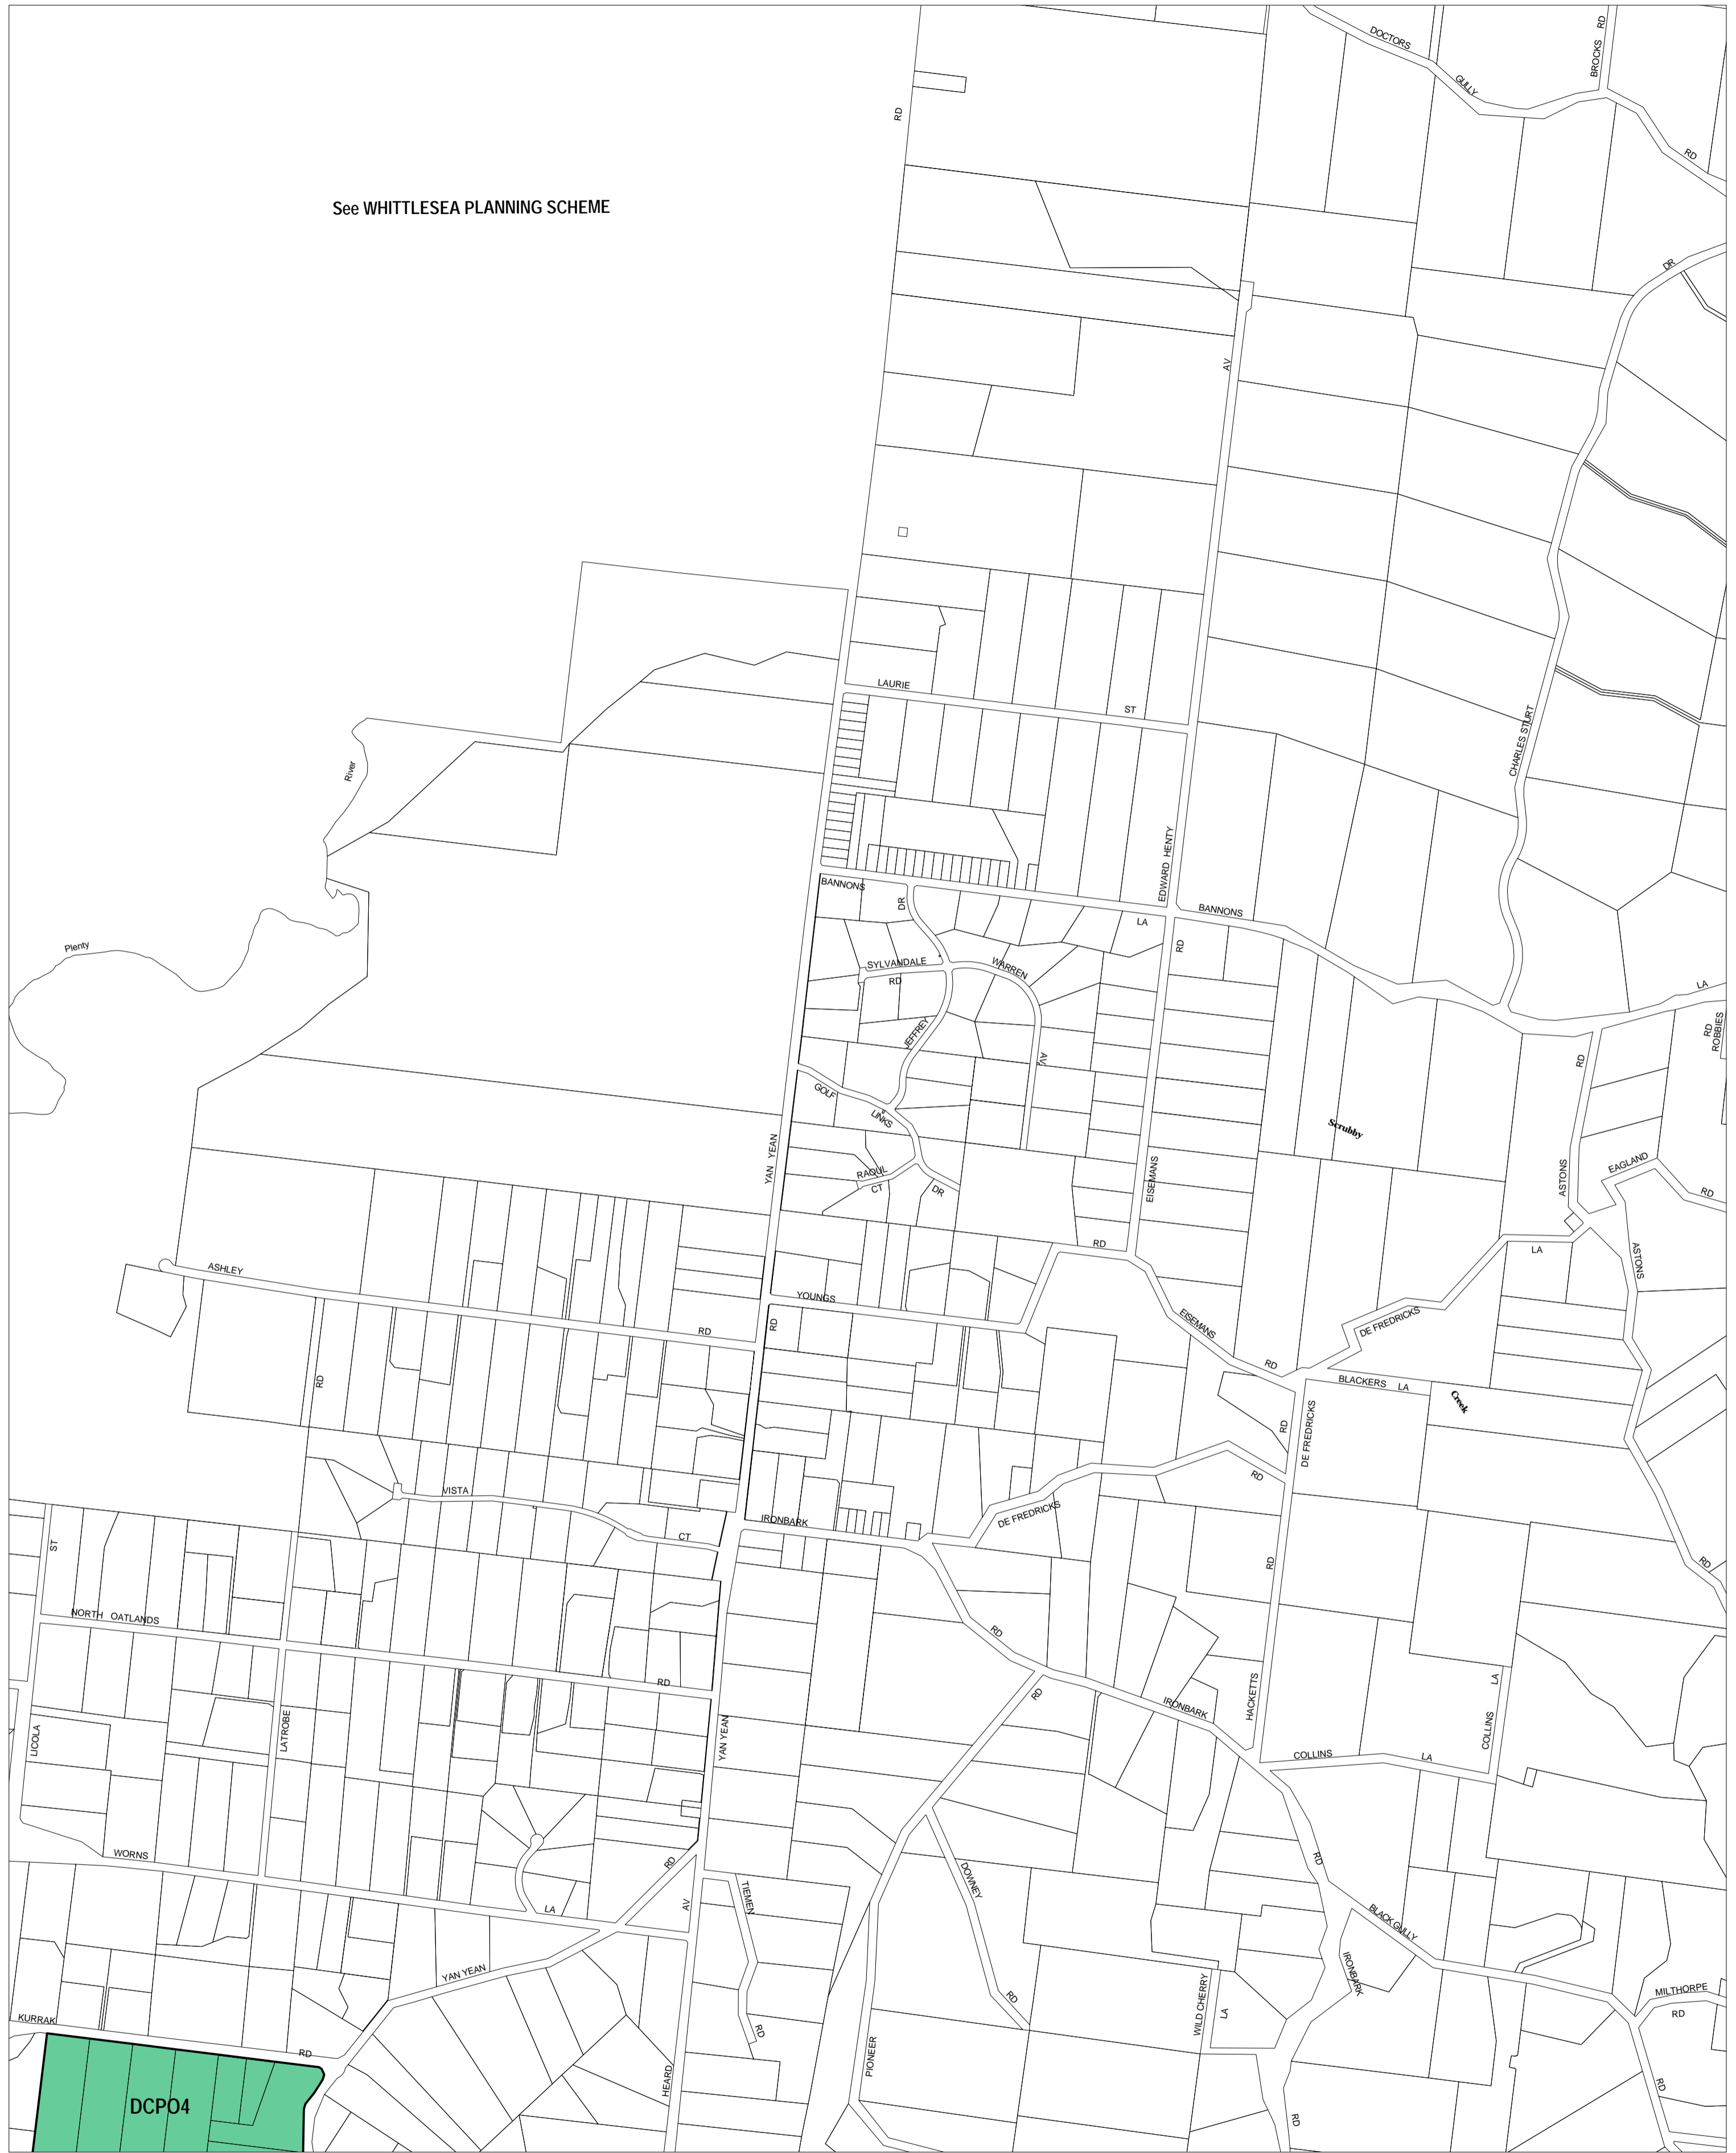 DOCTORS
GULLY
RD
BROCKS RD
RD
See WHITTLESEA PLANNING SCHEME
DR
AV
CHARLES STURT
LAURIE
ST
River
EDWARD HENTY
BANNONS
DR
LA
BANNONS
LA
Plenty
SYLVANDALE
RD
WARREN
RD
RD
ROBBIES
JEFFREY
AV
RD
GOLF
LINKS
Scrubby
YAN YEAN
RAOUL
CT
DR
EISEMANS
ASTONS
EAGLAND
RD
RD
LA
ASTONS
ASHLEY
YOUNGS
RD
RD
EISEMANS
RD
DE FREDRICKS
RD
BLACKERS LA
Creek
RD
DE FREDRICKS
RD
VISTA
CT
IRONBARK
DE FREDRICKS
ST
RD
RD
NORTH OATLANDS
RD
RD
RD
IRONBARK
HACKETTS
LA
LICOLA
LATROBE
YAN YEAN
COLLINS
LA
COLLINS
WORNS
LA
RD
AV
TIEMEN
DOWNEY
RD
BLACK GULLY
IRONBARK
YAN YEAN
RD
RD
WILD CHERRY
LA
MILTHORPE
RD
KURRAK
RD
HEARD
PIONEER
RD
RD
DCPO4